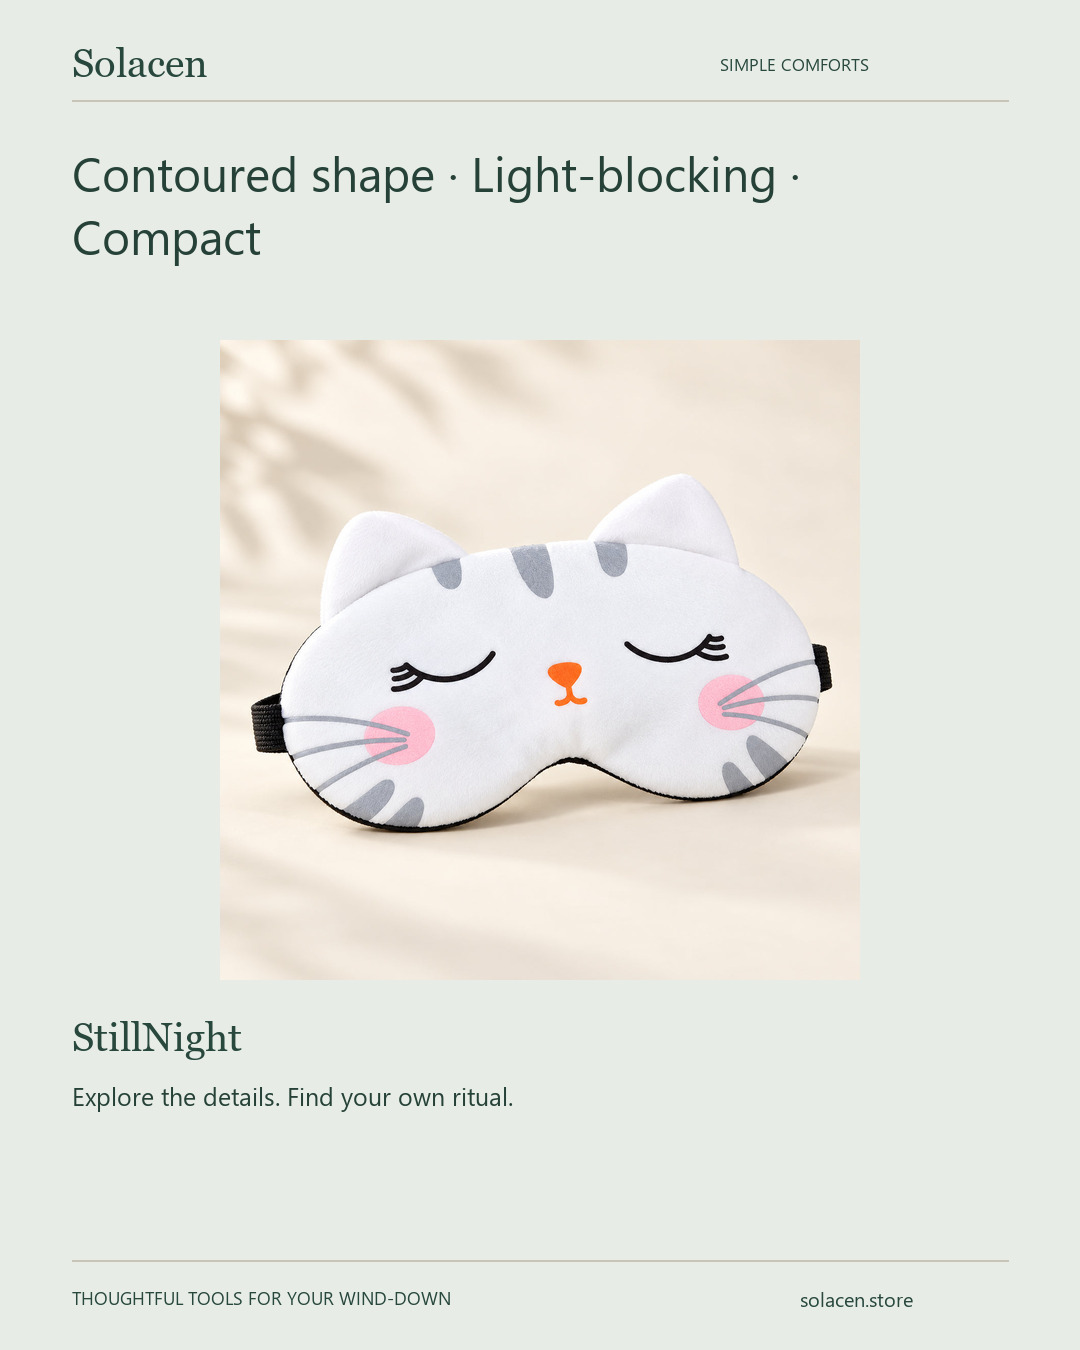 Solacen
SIMPLE COMFORTS
Contoured shape · Light-blocking ·
Compact
StillNight
Explore the details. Find your own ritual.
THOUGHTFUL TOOLS FOR YOUR WIND-DOWN
solacen.store